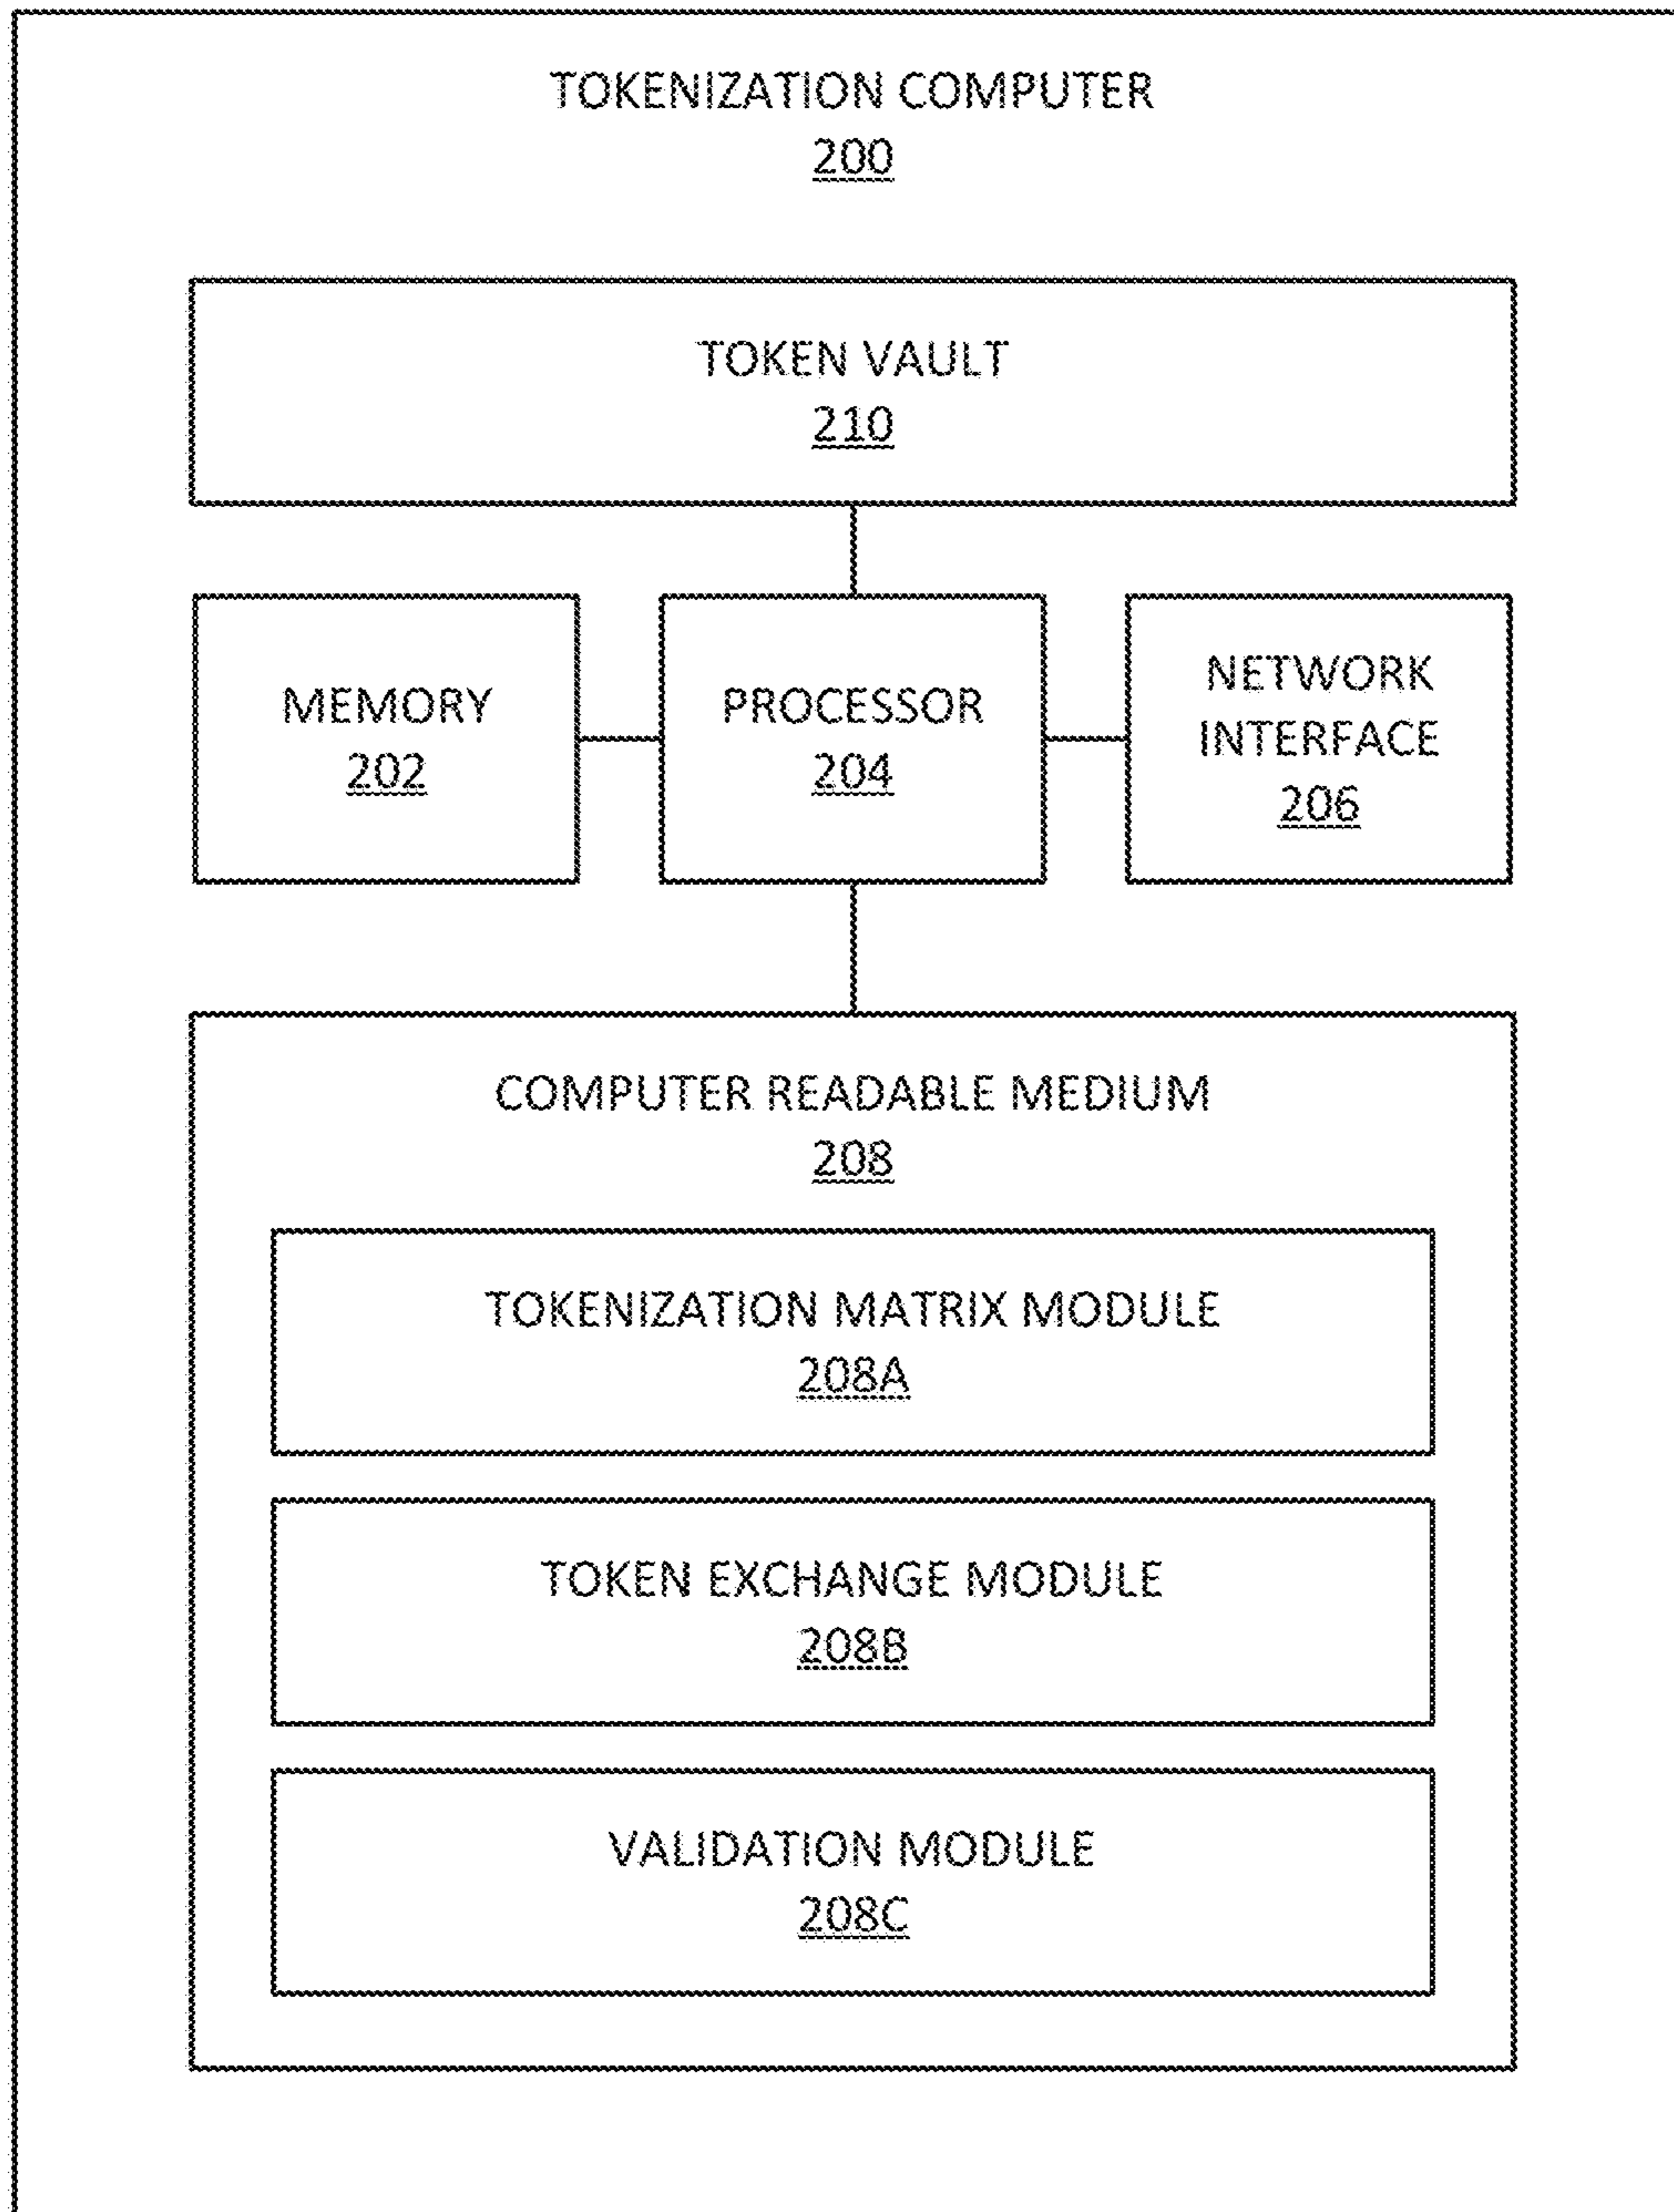 TOKENIZATION COMPUTER
200
TOKEN VAULT
210
MEMORY
202
PROCESSOR
204
NETWORK
INTERFACE
206
COMPUTER READABLE MEDIUM
208
TOKENIZATION MATRIX MODULE
208A
TOKEN EXCHANGE MODULE
208B
VALIDATION MODULE
208C